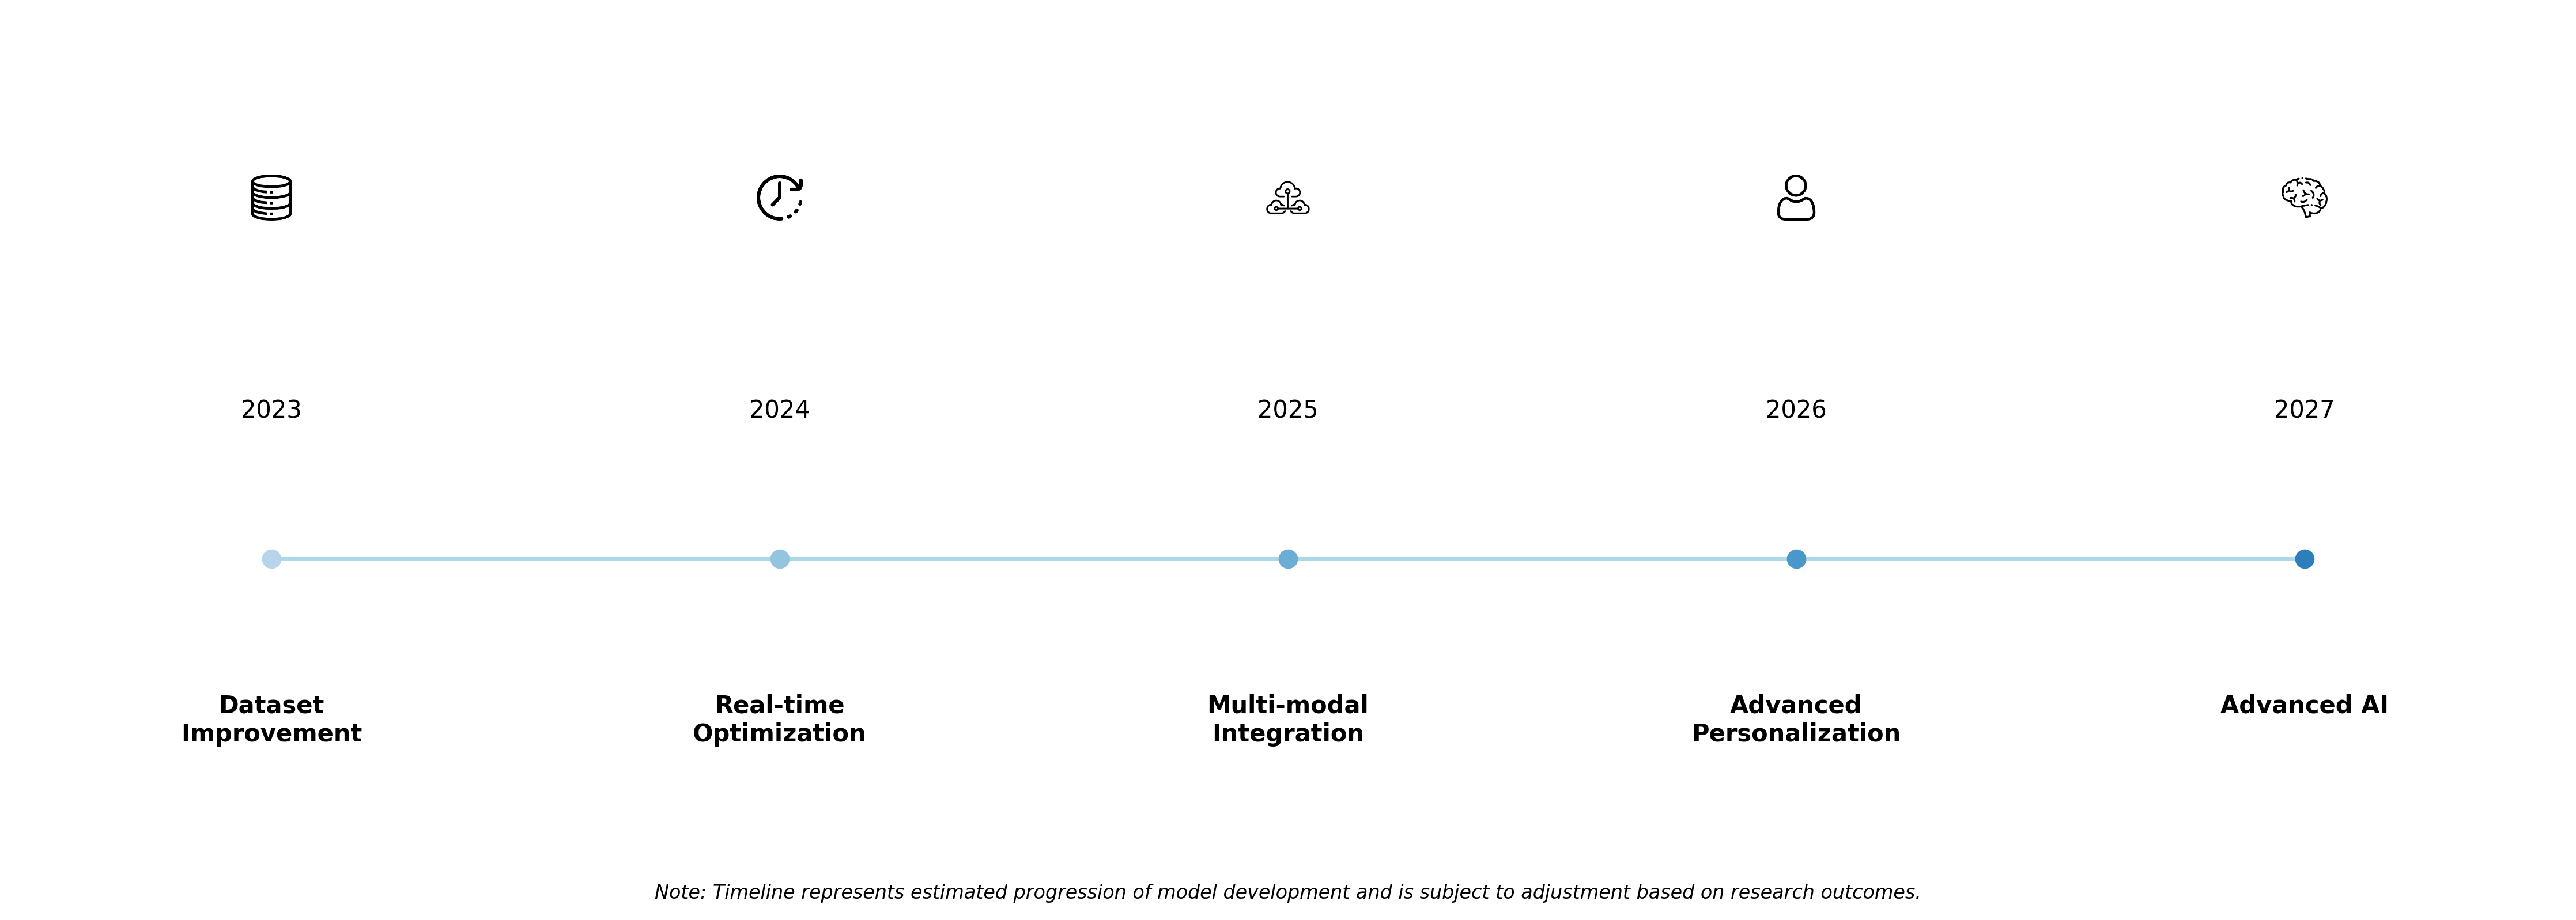 2023
2024
2025
2026
2027
Dataset
Improvement
Real-time
Optimization
Multi-modal
Integration
Advanced
Personalization
Advanced AI
Note: Timeline represents estimated progression of model development and is subject to adjustment based on research outcomes.